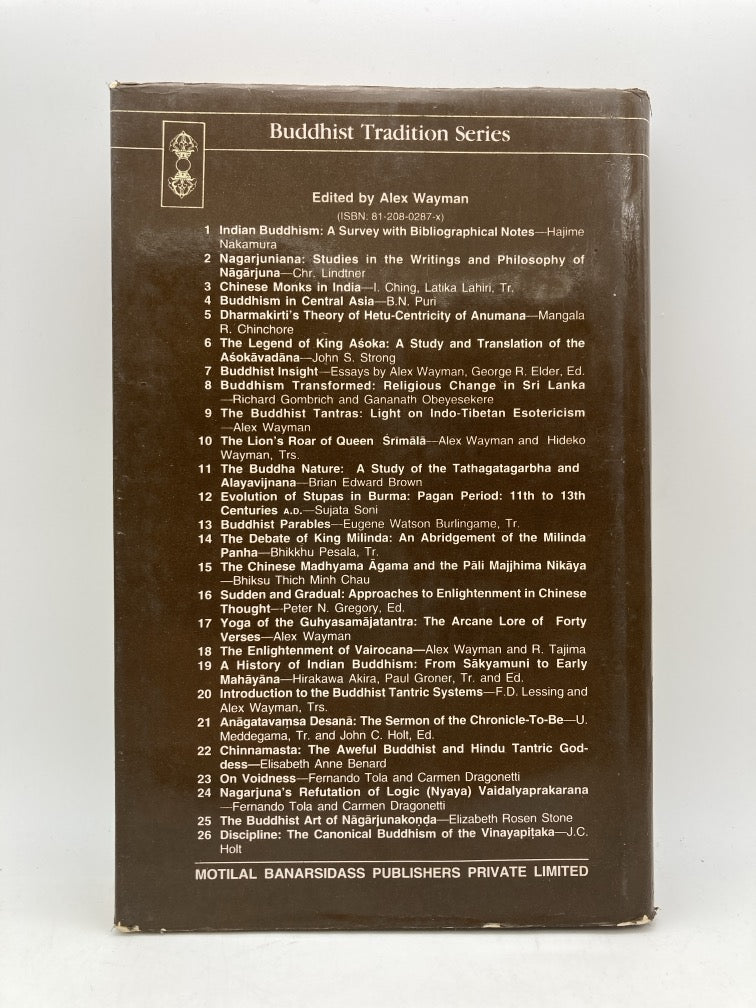 Buddhist Tradition Series
Edited by Alex Wayman
(ISBN: 81-208-0287-x)
1 Indian Buddhism: A Survey with Bibliographical Notes—Hajime
Nakamura
2 Nagarjuniana: Studies in the Writings and Philosophy of
Nāgārjuna—Chr. Lindtner
3 Chinese Monks in India—I. Ching, Latika Lahiri, Tr.
4 Buddhism in Central Asia—B.N. Puri
5 Dharmakirti's Theory of Hetu-Centricity of Anumana—Mangala
R. Chinchore
6 The Legend of King Aśoka: A Study and Translation of the
Aśokāvadāna—John S. Strong
7 Buddhist Insight—Essays by Alex Wayman, George R. Elder, Ed.
8 Buddhism Transformed: Religious Change in Sri Lanka
—Richard Gombrich and Gananath Obeyesekere
9 The Buddhist Tantras: Light on Indo-Tibetan Esotericism
—Alex Wayman
10 The Lion's Roar of Queen Śrimālā—Alex Wayman and Hideko
Wayman, Trs.
11 The Buddha Nature: A Study of the Tathagatagarbha and
Alayavijnana—Brian Edward Brown
12 Evolution of Stupas in Burma: Pagan Period: 11th to 13th
Centuries A.D.—Sujata Soni
13 Buddhist Parables—Eugene Watson Burlingame, Tr.
14 The Debate of King Milinda: An Abridgement of the Milinda
Panha—Bhikkhu Pesala, Tr.
15 The Chinese Madhyama Āgama and the Pāli Majjhima Nikāya
—Bhiksu Thich Minh Chau
16 Sudden and Gradual: Approaches to Enlightenment in Chinese
Thought—Peter N. Gregory, Ed.
17 Yoga of the Guhyasamājatantra: The Arcane Lore of Forty
Verses—Alex Wayman
18 The Enlightenment of Vairocana—Alex Wayman and R. Tajima
19 A History of Indian Buddhism: From Sākyamuni to Early
Mahāyāna—Hirakawa Akira, Paul Groner, Tr. and Ed.
20 Introduction to the Buddhist Tantric Systems—F.D. Lessing and
Alex Wayman, Trs.
21 Anāgatavaṃsa Desanā: The Sermon of the Chronicle-To-Be—U.
Meddegama, Tr. and John C. Holt, Ed.
22 Chinnamasta: The Aweful Buddhist and Hindu Tantric God-
dess—Elisabeth Anne Benard
23 On Voidness—Fernando Tola and Carmen Dragonetti
24 Nagarjuna's Refutation of Logic (Nyaya) Vaidalyaprakarana
—Fernando Tola and Carmen Dragonetti
25 The Buddhist Art of Nāgārjunakoṇḍa—Elizabeth Rosen Stone
26 Discipline: The Canonical Buddhism of the Vinayapiṭaka—J.C.
Holt
MOTILAL BANARSIDASS PUBLISHERS PRIVATE LIMITED